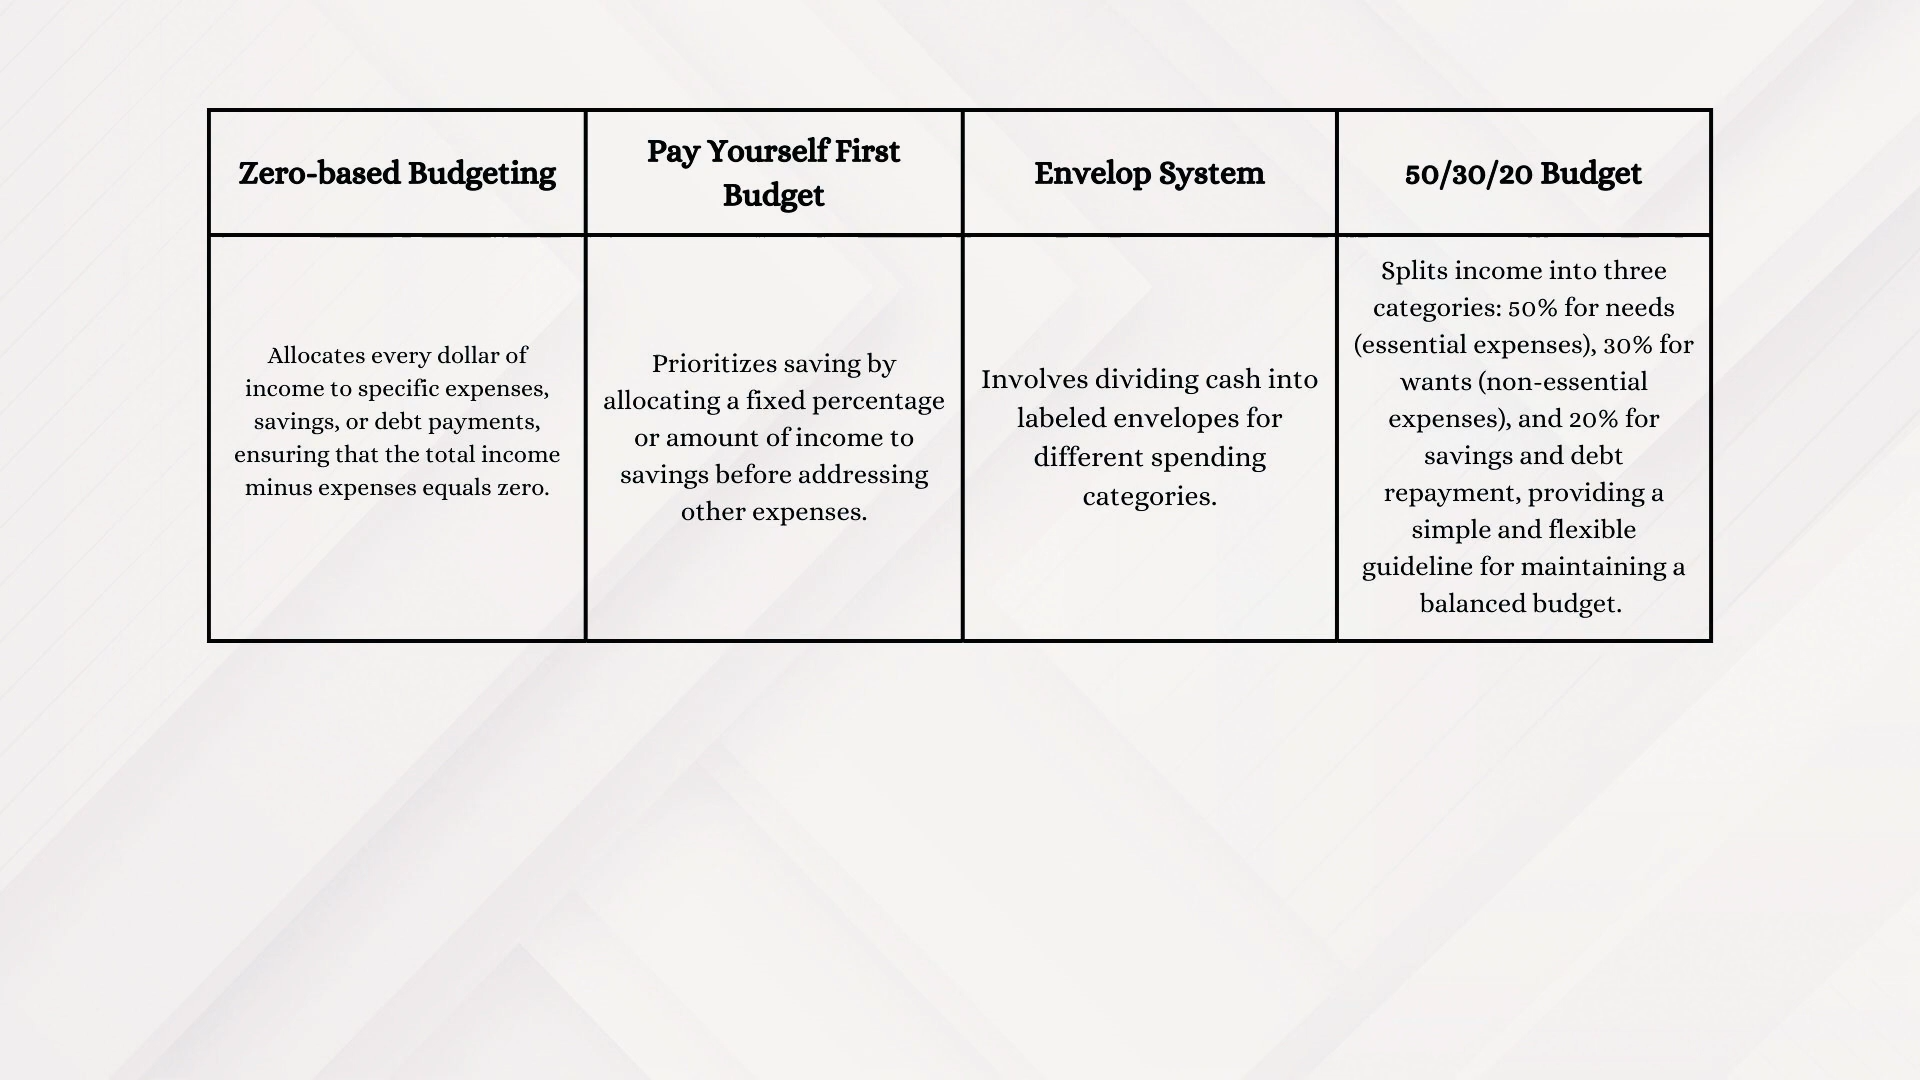 Zero-based Budgeting
Pay Yourself First
Budget
Envelop System
50/30/20 Budget
Allocates every dollar of
income to specific expenses,
savings, or debt payments,
ensuring that the total income
minus expenses equals zero.
Prioritizes saving by
allocating a fixed percentage
or amount of income to
savings before addressing
other expenses.
Involves dividing cash into
labeled envelopes for
different spending
categories.
Splits income into three
categories: 50% for needs
(essential expenses), 30% for
wants (non-essential
expenses), and 20% for
savings and debt
repayment, providing a
simple and flexible
guideline for maintaining a
balanced budget.